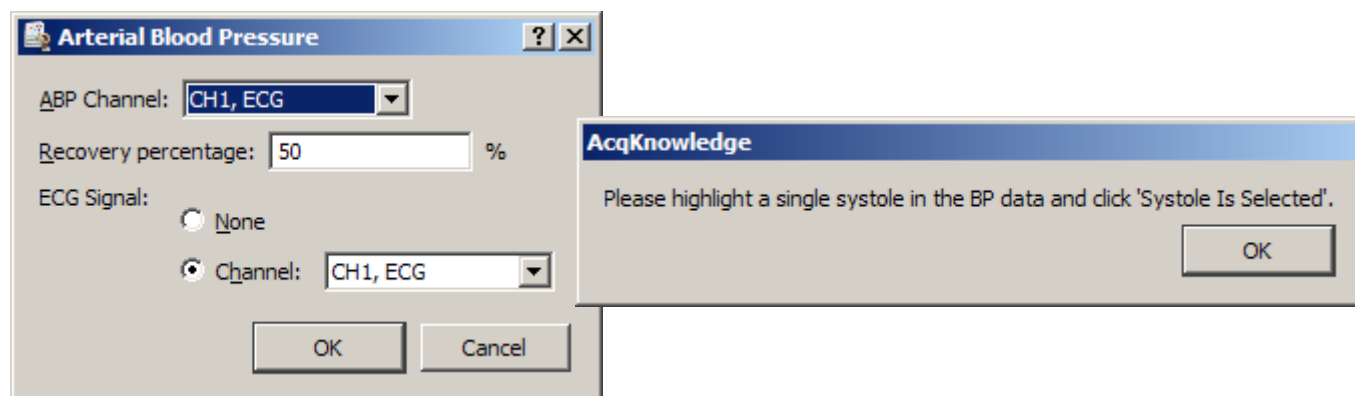 Arterial Blood Pressure
ABP Channel: CH1, ECG
Recovery percentage: 50 %
ECG Signal:
None
Channel: CH1, ECG
OK Cancel
AcqKnowledge
Please highlight a single systole in the BP data and click 'Systole Is Selected'.
OK